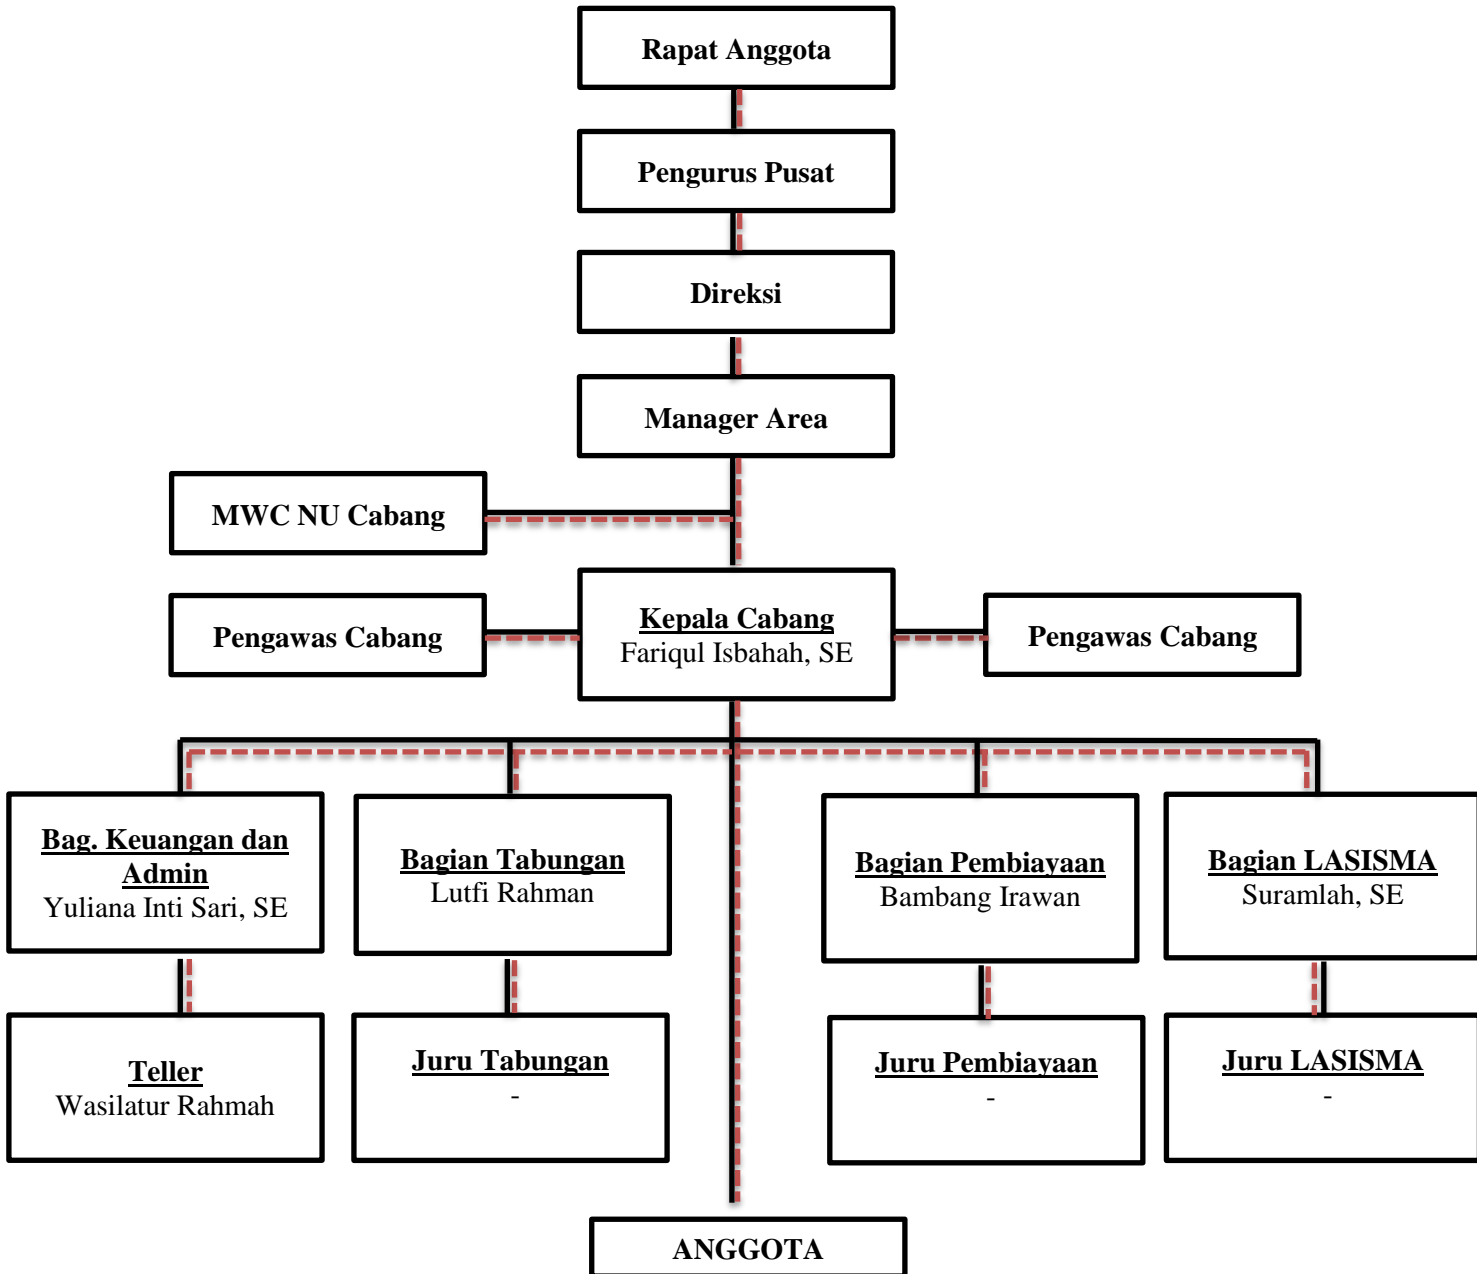 Rapat Anggota
Pengurus Pusat
Direksi
Manager Area
MWC NU Cabang
Pengawas Cabang
Kepala Cabang
Fariqul Isbahah, SE
Pengawas Cabang
Bag. Keuangan dan
Admin
Yuliana Inti Sari, SE
Bagian Tabungan
Lutfi Rahman
Bagian Pembiayaan
Bambang Irawan
Bagian LASISMA
Suramlah, SE
Teller
Wasilatur Rahmah
Juru Tabungan
-
Juru Pembiayaan
-
Juru LASISMA
-
ANGGOTA